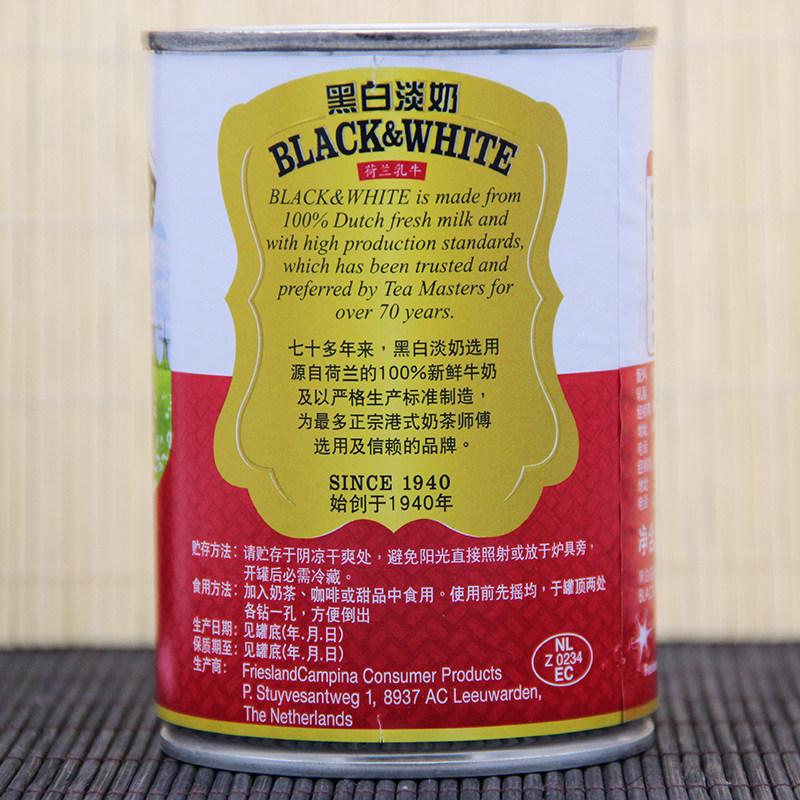 黑白淡奶
BLACK&WHITE
荷兰乳牛
BLACK&WHITE is made from
100% Dutch fresh milk and
with high production standards,
which has been trusted and
preferred by Tea Masters for
over 70 years.
七十多年来，黑白淡奶选用
源自荷兰的100%新鲜牛奶
及以严格生产标准制造，
为最多正宗港式奶茶师傅
选用及信赖的品牌。
SINCE 1940
始创于1940年
贮存方法：请贮存于阴凉干爽处，避免阳光直接照射或放于炉具旁，
开罐后必需冷藏。
食用方法：加入奶茶、咖啡或甜品中食用。使用前先摇均，于罐顶两处
各钻一孔，方便倒出
生产日期：见罐底(年.月.日)
保质期至：见罐底(年.月.日)
生产商：FrieslandCampina Consumer Products
P. Stuyvesantweg 1, 8937 AC Leeuwarden,
The Netherlands
NL
Z 0234
EC